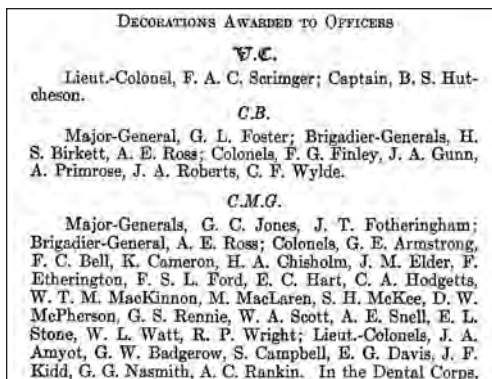 DECORATIONS AWARDED TO OFFICERS
V.C.
Lieut.-Colonel, F. A. C. Scrimger; Captain, B. S. Hut-
cheson.
C.B.
Major-General, G. L. Foster; Brigadier-Generals, H.
S. Birkett, A. E. Ross; Colonels, F. G. Finley, J. A. Gunn,
A. Primrose, J. A. Roberts, C. F. Wylde.
C.M.G.
Major-Generals, G. C. Jones, J. T. Fotheringham;
Brigadier-General, A. E. Ross; Colonels, G. E. Armstrong,
F. C. Bell, K. Cameron, H. A. Chisholm, J. M. Elder, F.
Etherington, F. S. L. Ford, E. C. Hart, C. A. Hodgetts,
W. T. M. MacKinnon, M. MacLaren, S. H. McKee, D. W.
McPherson, G. S. Rennie, W. A. Scott, A. E. Snell, E. L.
Stone, W. L. Watt, R. P. Wright; Lieut.-Colonels, J. A.
Amyot, G. W. Badgerow, S. Campbell, E. G. Davis, J. F.
Kidd, G. G. Nasmith, A. C. Rankin. In the Dental Corps,